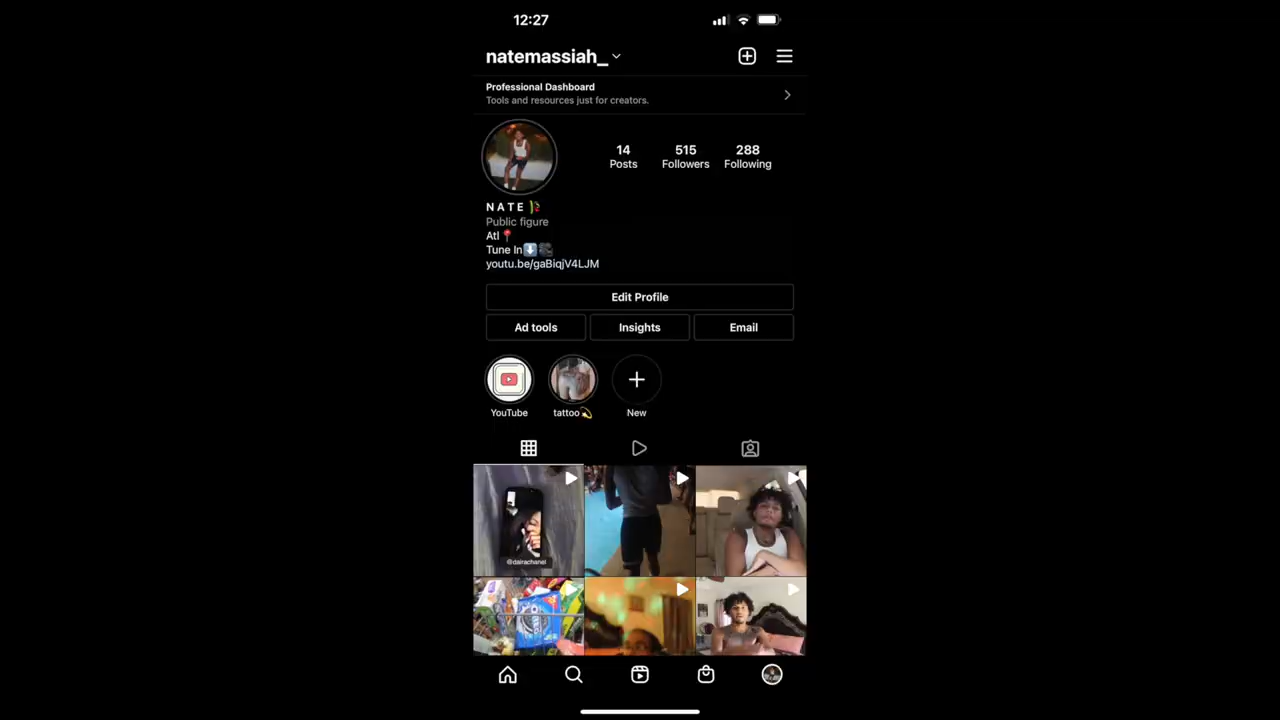 12:27
natemassiah_
Professional Dashboard
Tools and resources just for creators.
14
Posts
515
Followers
288
Following
N A T E
Public figure
Atl📍
Tune In⬇️
youtu.be/gaBiqjV4LJM
Edit Profile
Ad tools
Insights
Email
YouTube
tattoo💫
New
@dairachanel